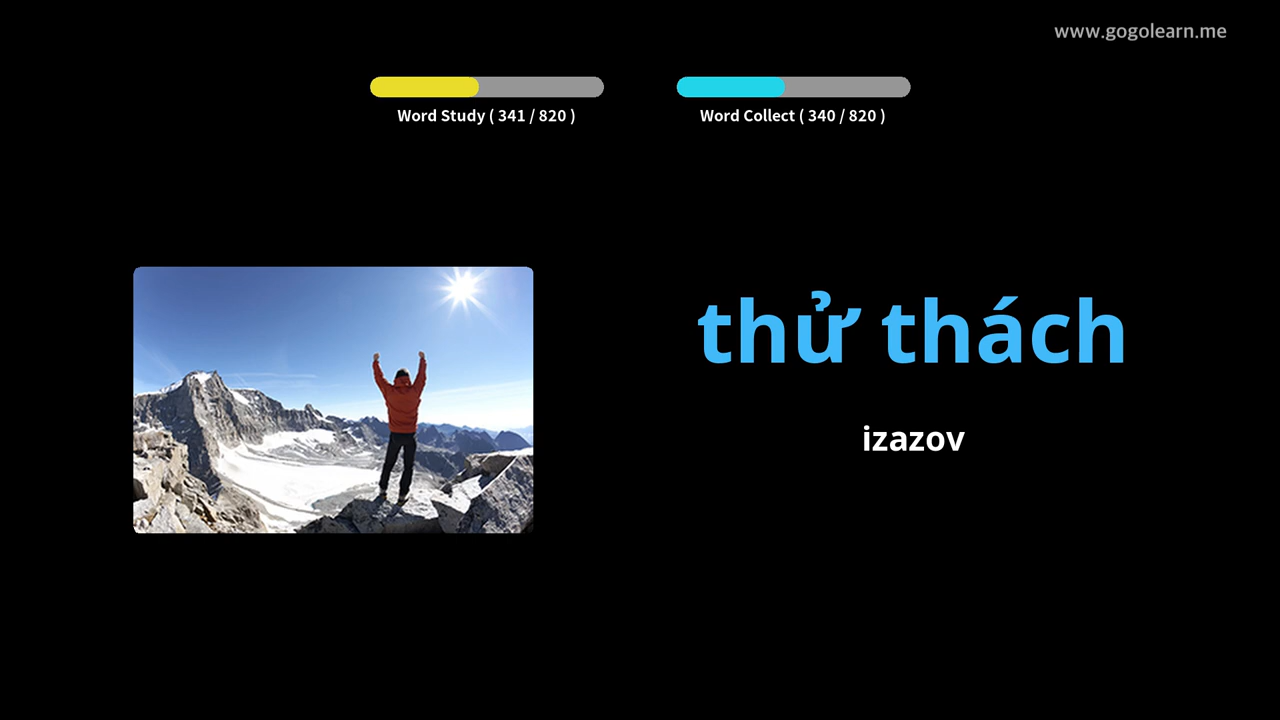 www.gogolearn.me
Word Study ( 341 / 820 )
Word Collect ( 340 / 820 )
thử thách
izazov